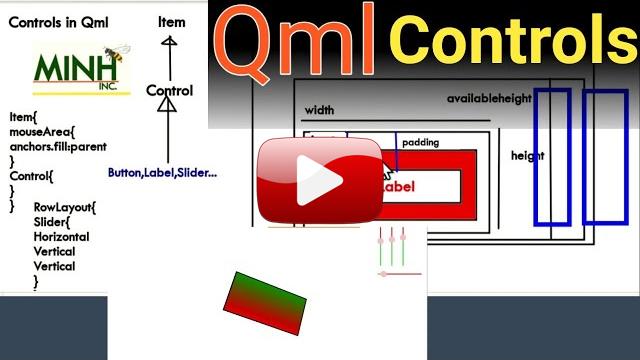 Qml Controls
Controls in Qml
Item
MINH
INC.
Control
Button,Label,Slider...
Item{
mouseArea{
anchors.fill:parent
}
Control{
}
}
RowLayout{
Slider{
Horizontal
Vertical
Vertical
}
availableheight
width
padding
height
Label